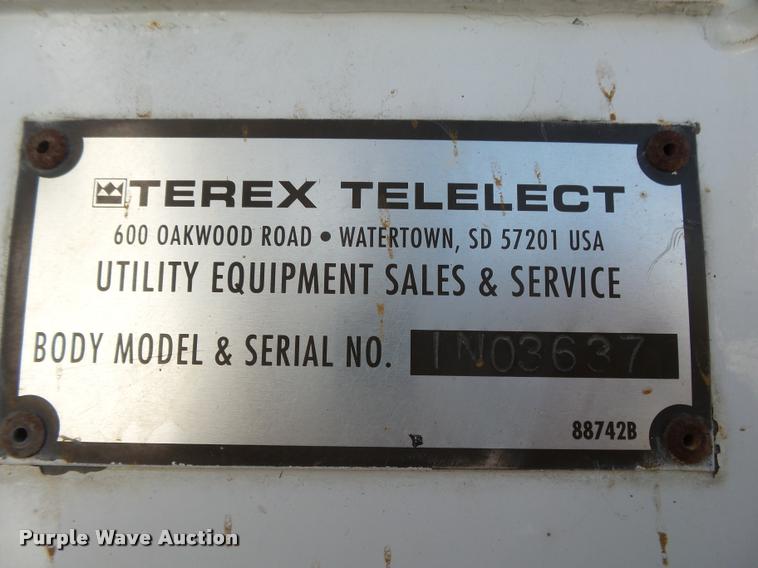 TEREX TELELECT
600 OAKWOOD ROAD • WATERTOWN, SD 57201 USA
UTILITY EQUIPMENT SALES & SERVICE
BODY MODEL & SERIAL NO. 1NO3637
88742B
Purple Wave Auction